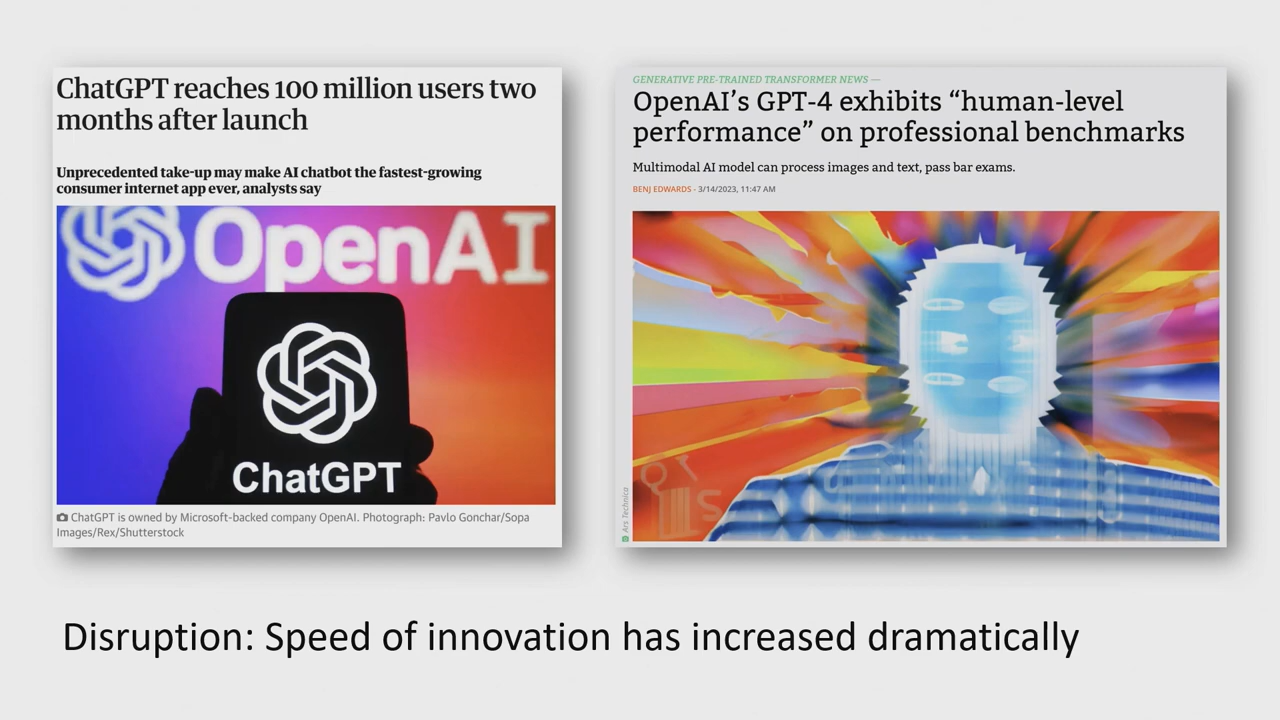 ChatGPT reaches 100 million users two
months after launch
Unprecedented take-up may make AI chatbot the fastest-growing
consumer internet app ever, analysts say
OpenAI
ChatGPT
ChatGPT is owned by Microsoft-backed company OpenAI. Photograph: Pavlo Gonchar/Sopa
Images/Rex/Shutterstock
GENERATIVE PRE-TRAINED TRANSFORMER NEWS —
OpenAI’s GPT-4 exhibits “human-level
performance” on professional benchmarks
Multimodal AI model can process images and text, pass bar exams.
BENJ EDWARDS - 3/14/2023, 11:47 AM
Ars Technica
Disruption: Speed of innovation has increased dramatically